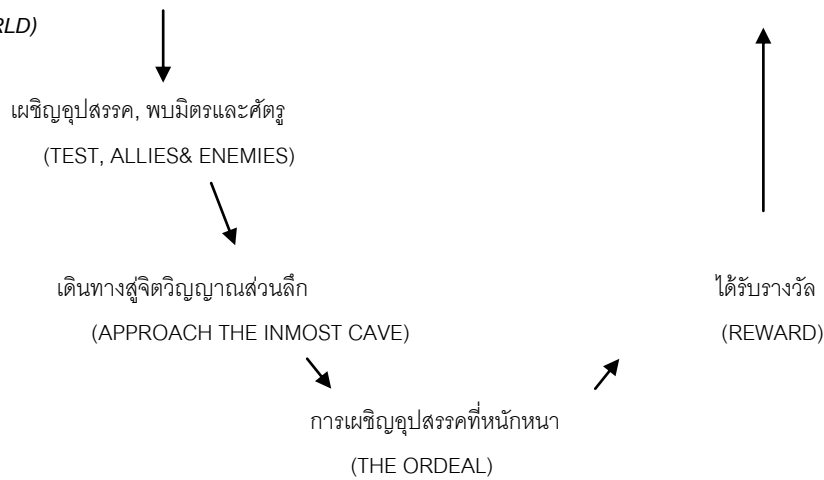 RLD)
เผชิญอุปสรรค, พบมิตรและศัตรู
(TEST, ALLIES& ENEMIES)
เดินทางสู่จิตวิญญาณส่วนลึก
(APPROACH THE INMOST CAVE)
ได้รับรางวัล
(REWARD)
การเผชิญอุปสรรคที่หนักหนา
(THE ORDEAL)